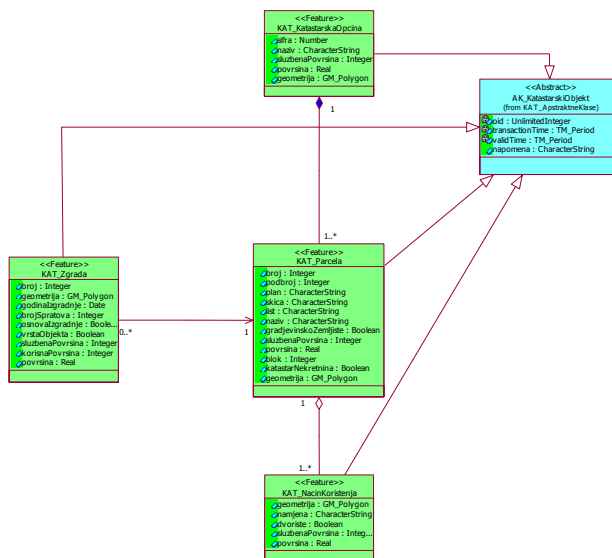 <<Feature>>
KAT_KatastarskaOpcina
sifra : Number
naziv : CharacterString
sluzbenaPovrsina : Integer
povrsina : Real
geometrija : GM_Polygon
1
<<Abstract>>
AK_KatastarskiObjekt
(from KAT_ApstraktneKlase)
oid : UnlimitedInteger
transactionTime : TM_Period
validTime : TM_Period
napomena : CharacterString
1..*
<<Feature>>
KAT_Zgrada
broj : Integer
geometrija : GM_Polygon
godinaIzgradnje : Date
brojSpratova : Integer
osnovaIzgradnje : Boole...
vrstaObjekta : Boolean
sluzbenaPovrsina : Integer
korisnaPovrsina : Integer
povrsina : Real
0..*
1
<<Feature>>
KAT_Parcela
broj : Integer
podbroj : Integer
plan : CharacterString
skica : CharacterString
list : CharacterString
naziv : CharacterString
gradjevinskoZemljiste : Boolean
sluzbenaPovrsina : Integer
povrsina : Real
blok : Integer
katastarNekretnina : Boolean
geometrija : GM_Polygon
1
1..*
<<Feature>>
KAT_NacinKoristenja
geometrija : GM_Polygon
namjena : CharacterString
dvoriste : Boolean
sluzbenaPovrsina : Integ...
povrsina : Real